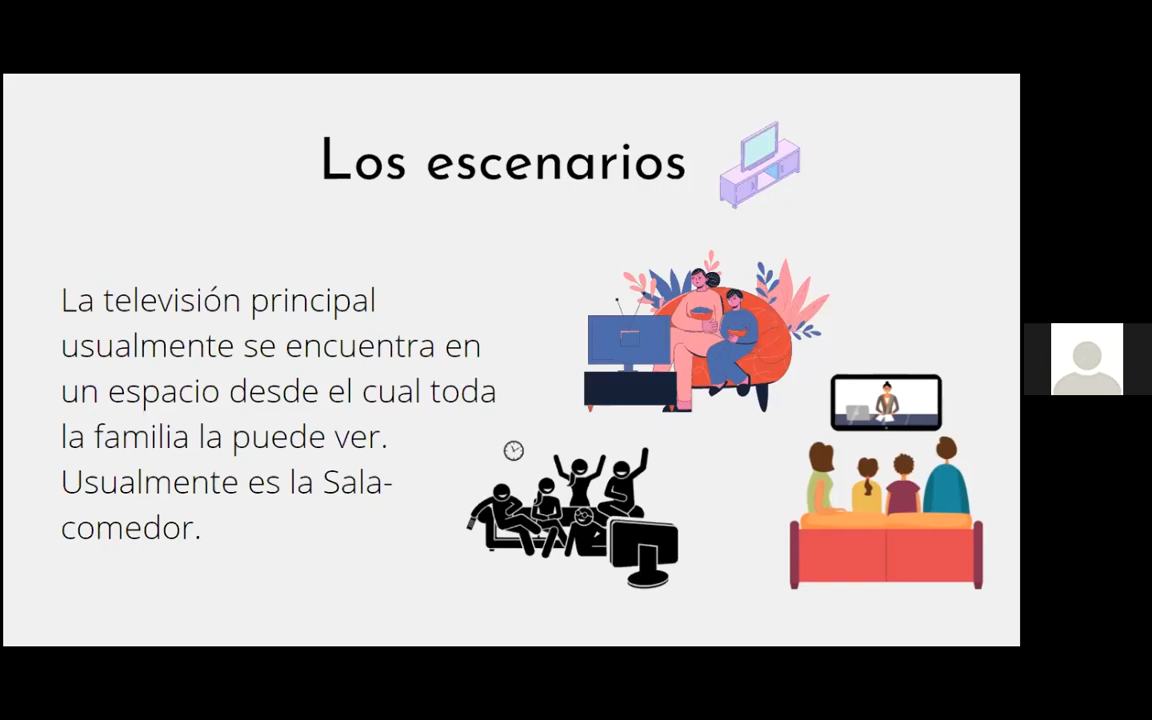 Los escenarios
La televisión principal
usualmente se encuentra en
un espacio desde el cual toda
la familia la puede ver.
Usualmente es la Sala-
comedor.